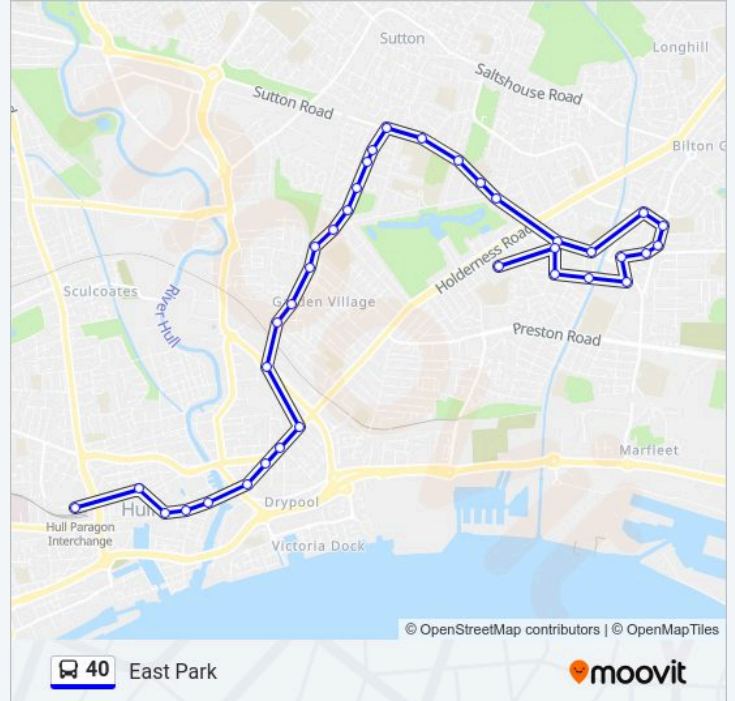 Sutton
Longhill
Saltshouse Road
Sutton Road
Bilton G
Holderness Road
Sculcoates
River Hull
Garden Village
Preston Road
Marfleet
Hull
Drypool
Hull Paragon
Interchange
Victoria Dock
© OpenStreetMap contributors | © OpenMapTiles
40 East Park
moovit